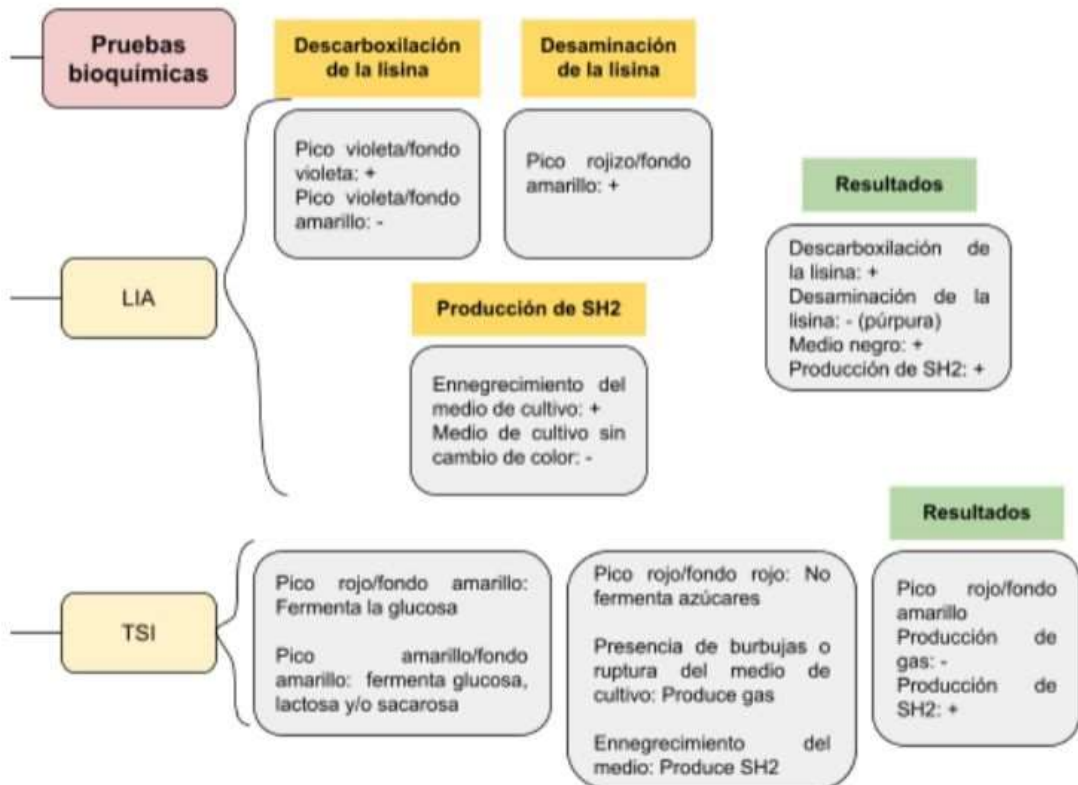 Pruebas
bioquímicas
Descarboxilación
de la lisina
Desaminación
de la lisina
Pico violeta/fondo
violeta: +
Pico violeta/fondo
amarillo: -
Pico rojizo/fondo
amarillo: +
Resultados
Descarboxilación de
la lisina: +
Desaminación de la
lisina: - (púrpura)
Medio negro: +
Producción de SH2: +
LIA
Producción de SH2
Ennegrecimiento del
medio de cultivo: +
Medio de cultivo sin
cambio de color: -
Resultados
TSI
Pico rojo/fondo amarillo:
Fermenta la glucosa
Pico amarillo/fondo
amarillo: fermenta glucosa,
lactosa y/o sacarosa
Pico rojo/fondo rojo: No
fermenta azúcares
Presencia de burbujas o
ruptura del medio de
cultivo: Produce gas
Ennegrecimiento del
medio: Produce SH2
Pico rojo/fondo
amarillo
Producción de
gas: -
Producción de
SH2: +